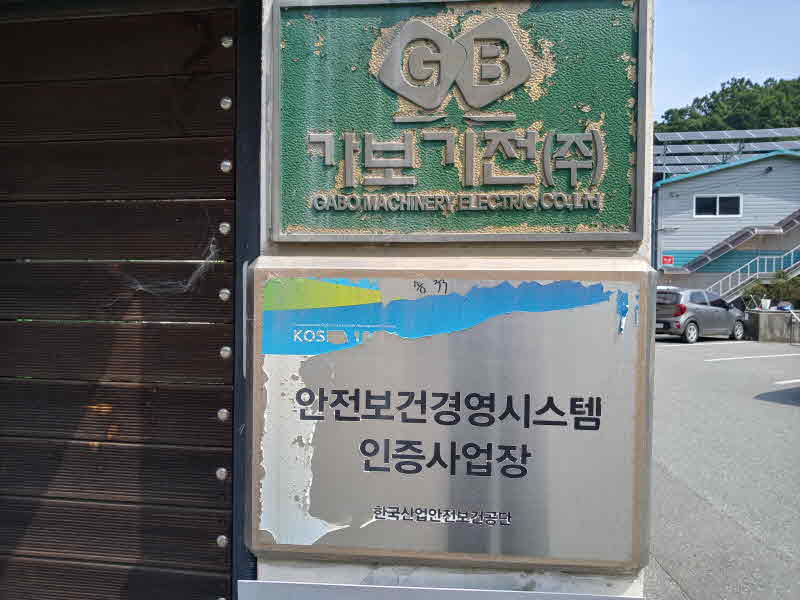 GB
가보기전(주)
GABO MACHINERY ELECTRIC CO.,LTD
안전보건경영시스템
인증사업장
한국산업안전보건공단